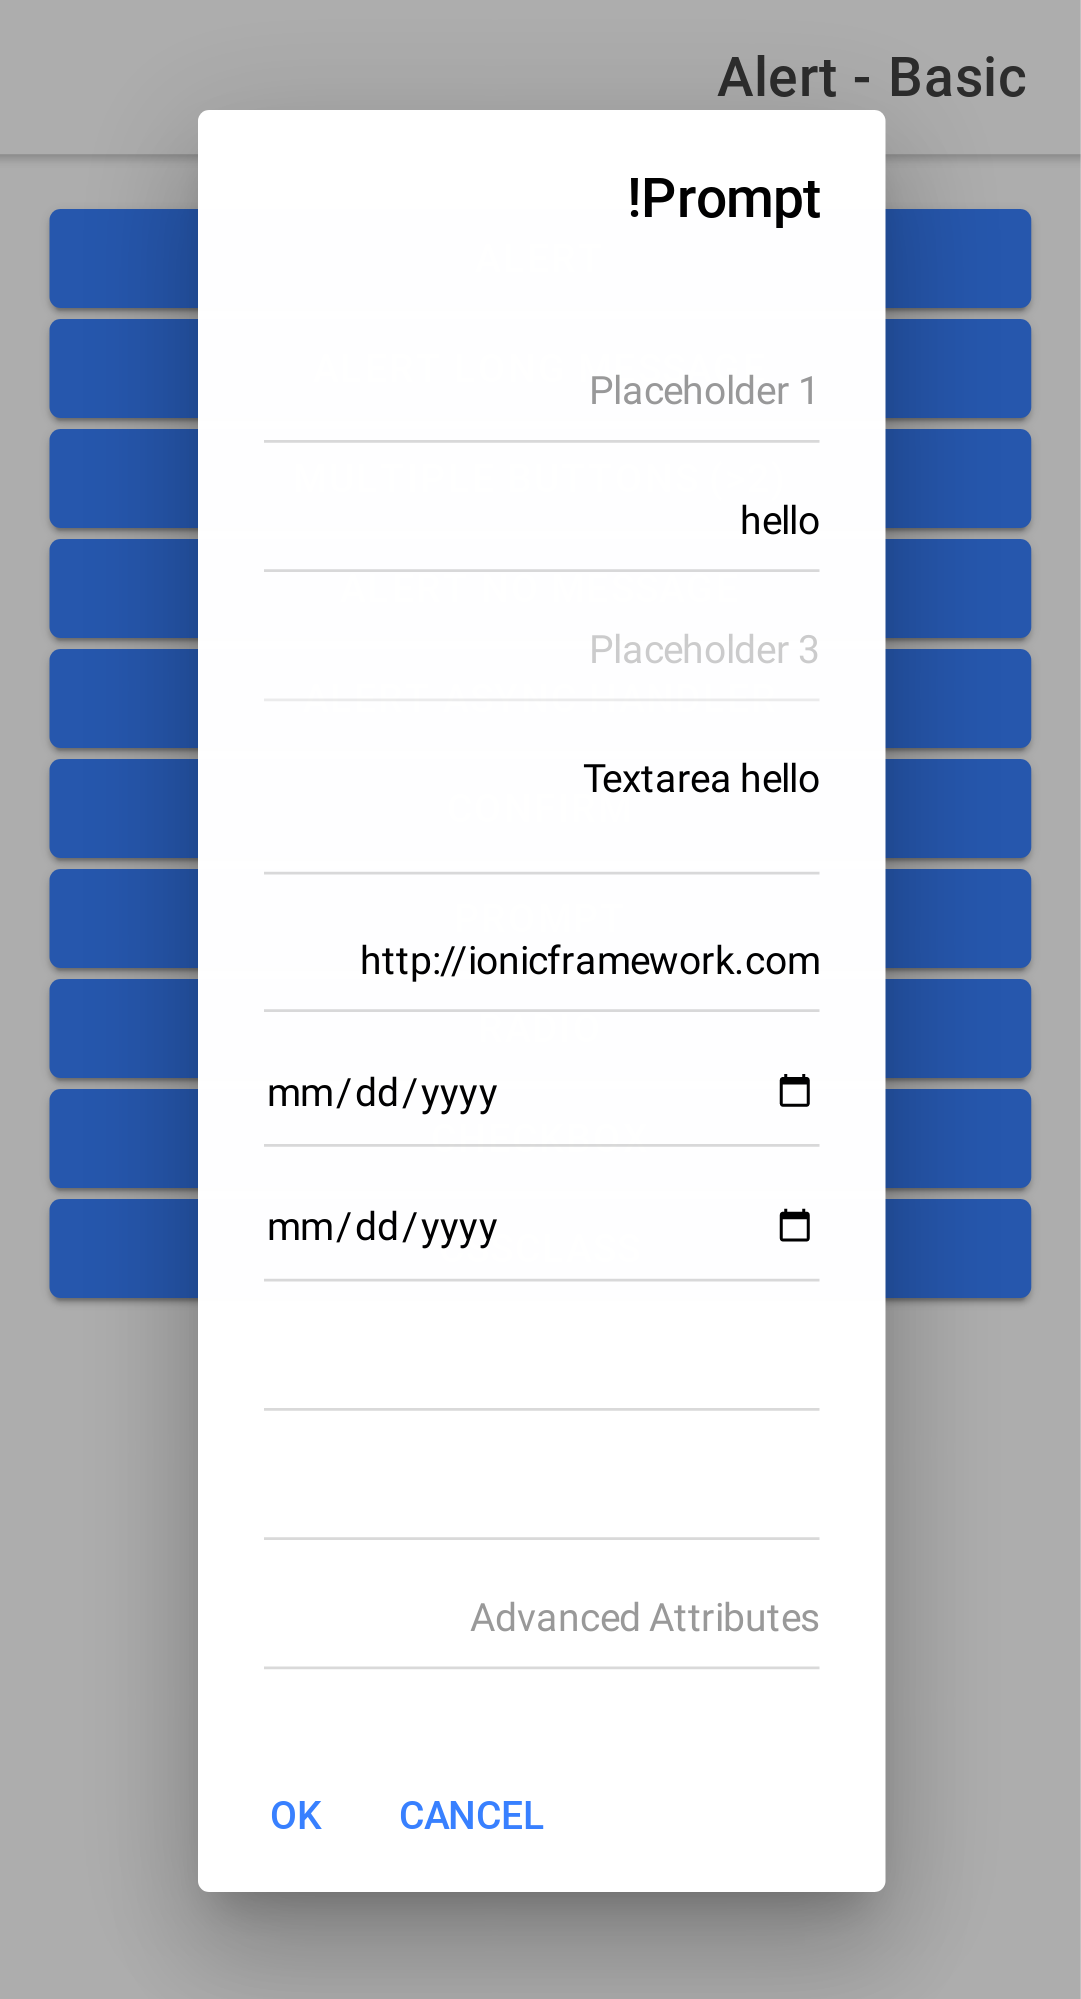 Alert - Basic
!Prompt
Placeholder 1
hello
Placeholder 3
Textarea hello
http://ionicframework.com
mm/dd/yyyy
mm/dd/yyyy
Advanced Attributes
OK CANCEL